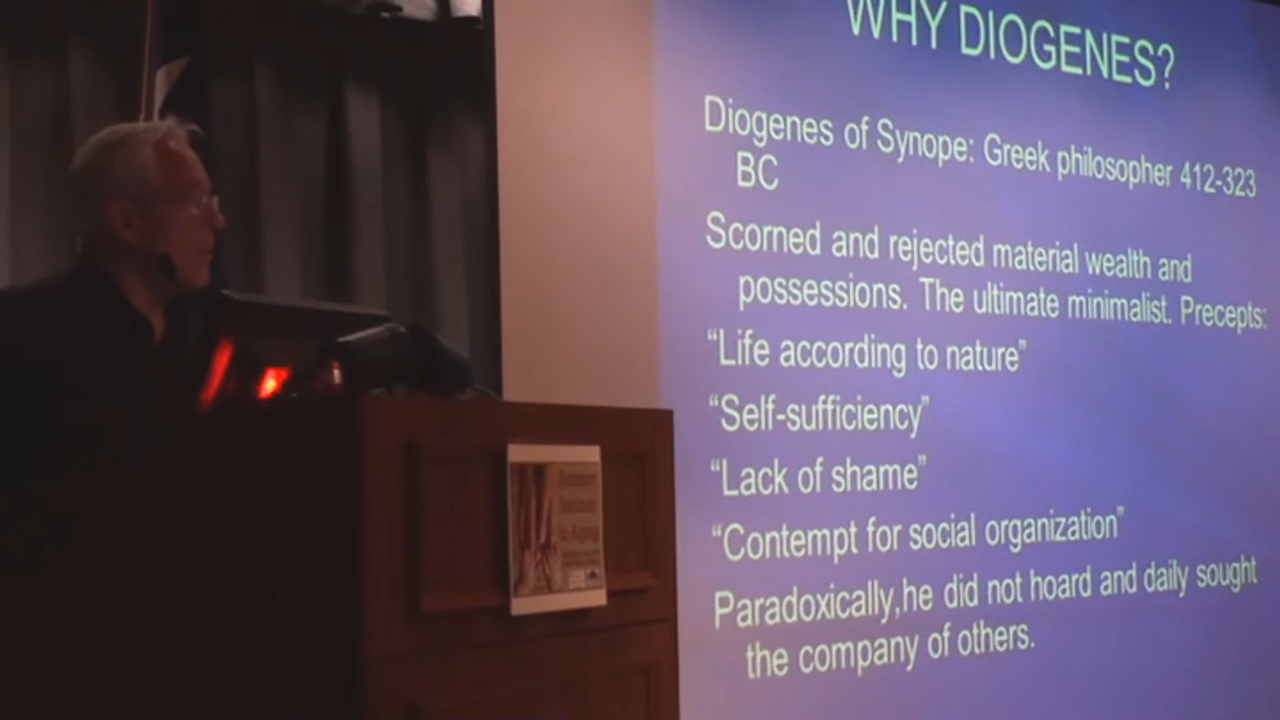 WHY DIOGENES?
Diogenes of Synope: Greek philosopher 412-323
BC
Scorned and rejected material wealth and
possessions. The ultimate minimalist. Precepts:
“Life according to nature”
“Self-sufficiency”
“Lack of shame”
“Contempt for social organization”
Paradoxically,he did not hoard and daily sought
the company of others.
Summer
Institute